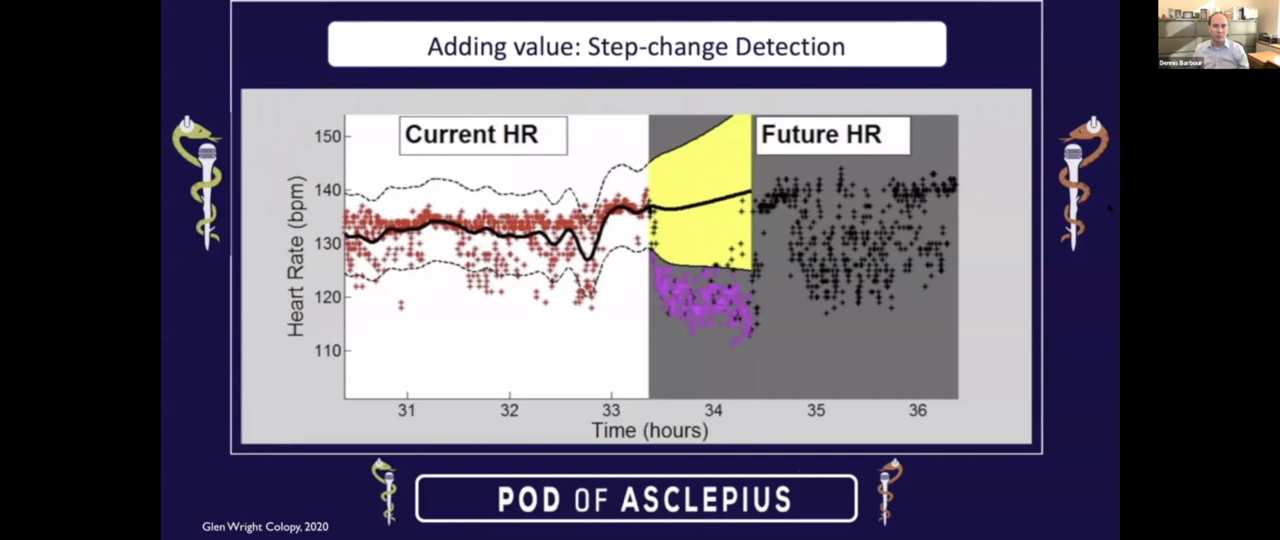 Adding value: Step-change Detection
Dennis Barbour
Current HR
Future HR
Heart Rate (bpm)
150
140
130
120
110
31
32
33
34
35
36
Time (hours)
POD OF ASCLEPIUS
Glen Wright Colopy, 2020